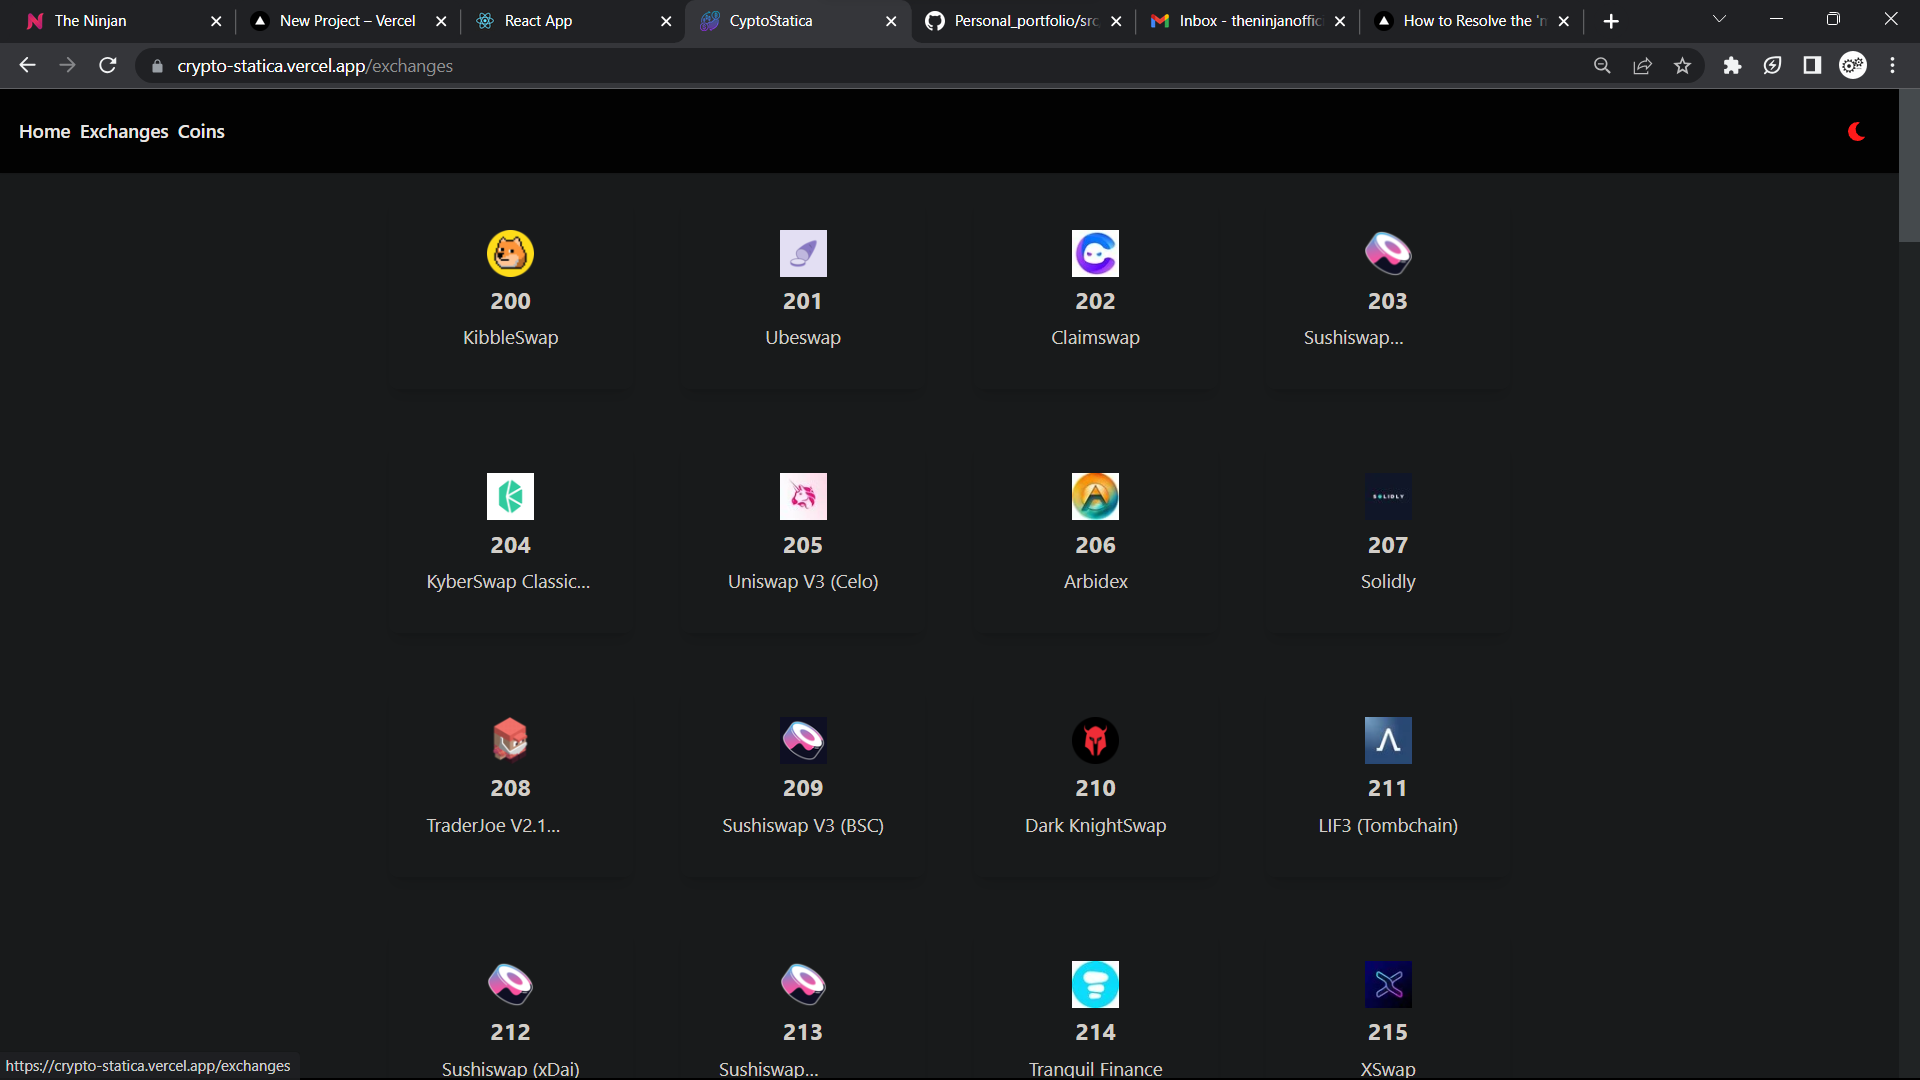 The Ninjan
New Project – Vercel
React App
CyptoStatica
Personal_portfolio/src
Inbox - theninjanoffici
How to Resolve the 'n
crypto-statica.vercel.app/exchanges
Home Exchanges Coins
200 201 202 203
KibbleSwap Ubeswap Claimswap Sushiswap...
SOLIDLY
204 205 206 207
KyberSwap Classic... Uniswap V3 (Celo) Arbidex Solidly
208 209 210 211
TraderJoe V2.1... Sushiswap V3 (BSC) Dark KnightSwap LIF3 (Tombchain)
212 213 214 215
Sushiswap (xDai) Sushiswap... Tranquil Finance XSwap
https://crypto-statica.vercel.app/exchanges